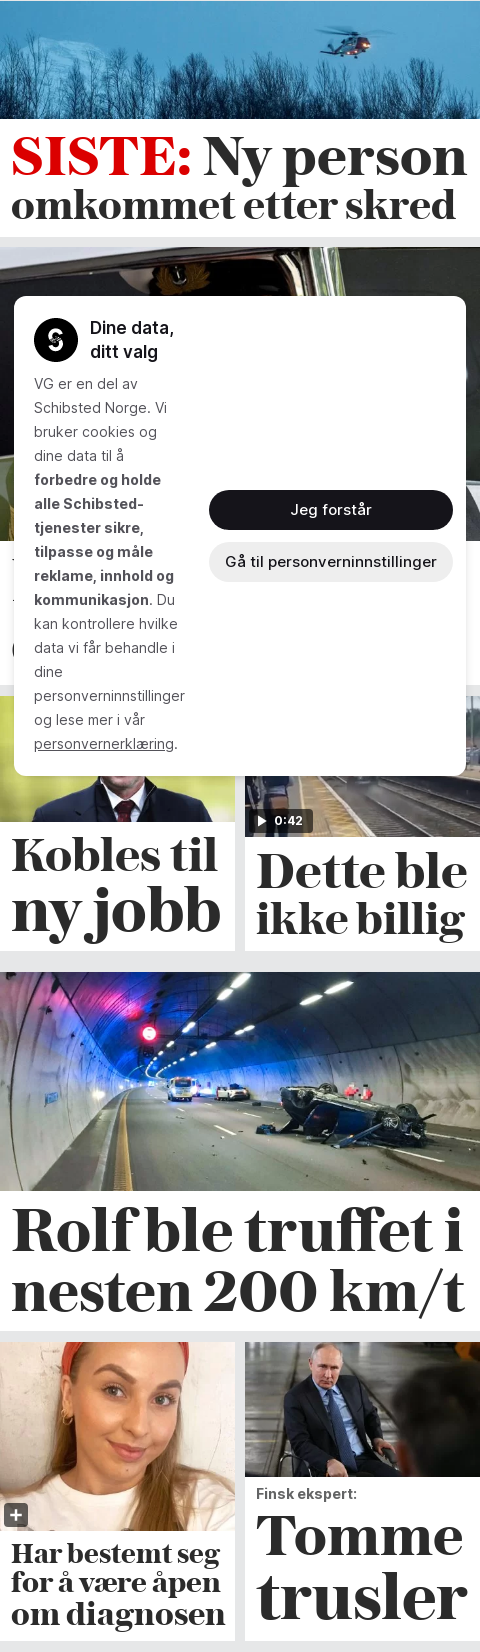 SISTE: Ny person
omkommet etter skred
Dine data,
ditt valg
VG er en del av
Schibsted Norge. Vi
bruker cookies og
dine data til å
forbedre og holde
alle Schibsted-
tjenester sikre,
tilpasse og måle
reklame, innhold og
kommunikasjon. Du
kan kontrollere hvilke
data vi får behandle i
dine
personverninnstillinger
og lese mer i vår
personvernerklæring.
Jeg forstår
Gå til personverninnstillinger
0:42
Kobles til
ny jobb
Dette ble
ikke billig
Rolf ble truffet i
nesten 200 km/t
Har bestemt seg
for å være åpen
om diagnosen
Finsk ekspert:
Tomme
trusler